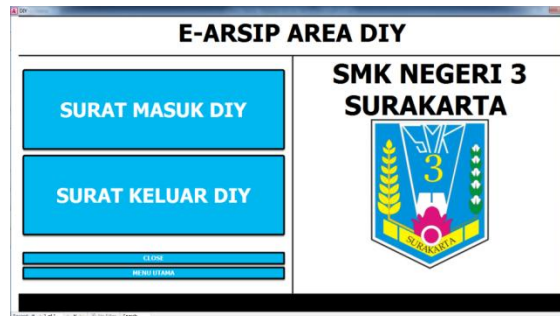 DIY
E-ARSIP AREA DIY
SURAT MASUK DIY
SURAT KELUAR DIY
CLOSE
MENU UTAMA
SMK NEGERI 3
SURAKARTA
SMK
3
SURAKARTA